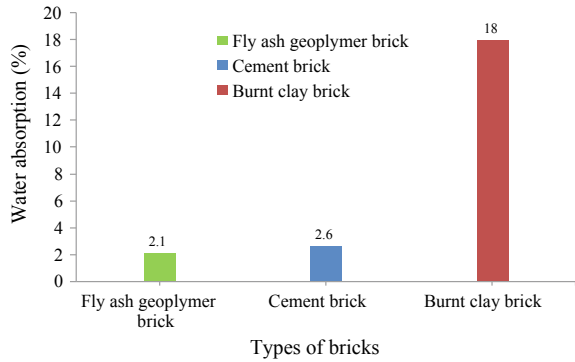 20
18
16
14
12
10
8
6
4
2
0
Water absorption (%)
Fly ash geoplymer brick
Cement brick
Burnt clay brick
2.1
2.6
18
Fly ash geoplymer
brick
Cement brick
Burnt clay brick
Types of bricks